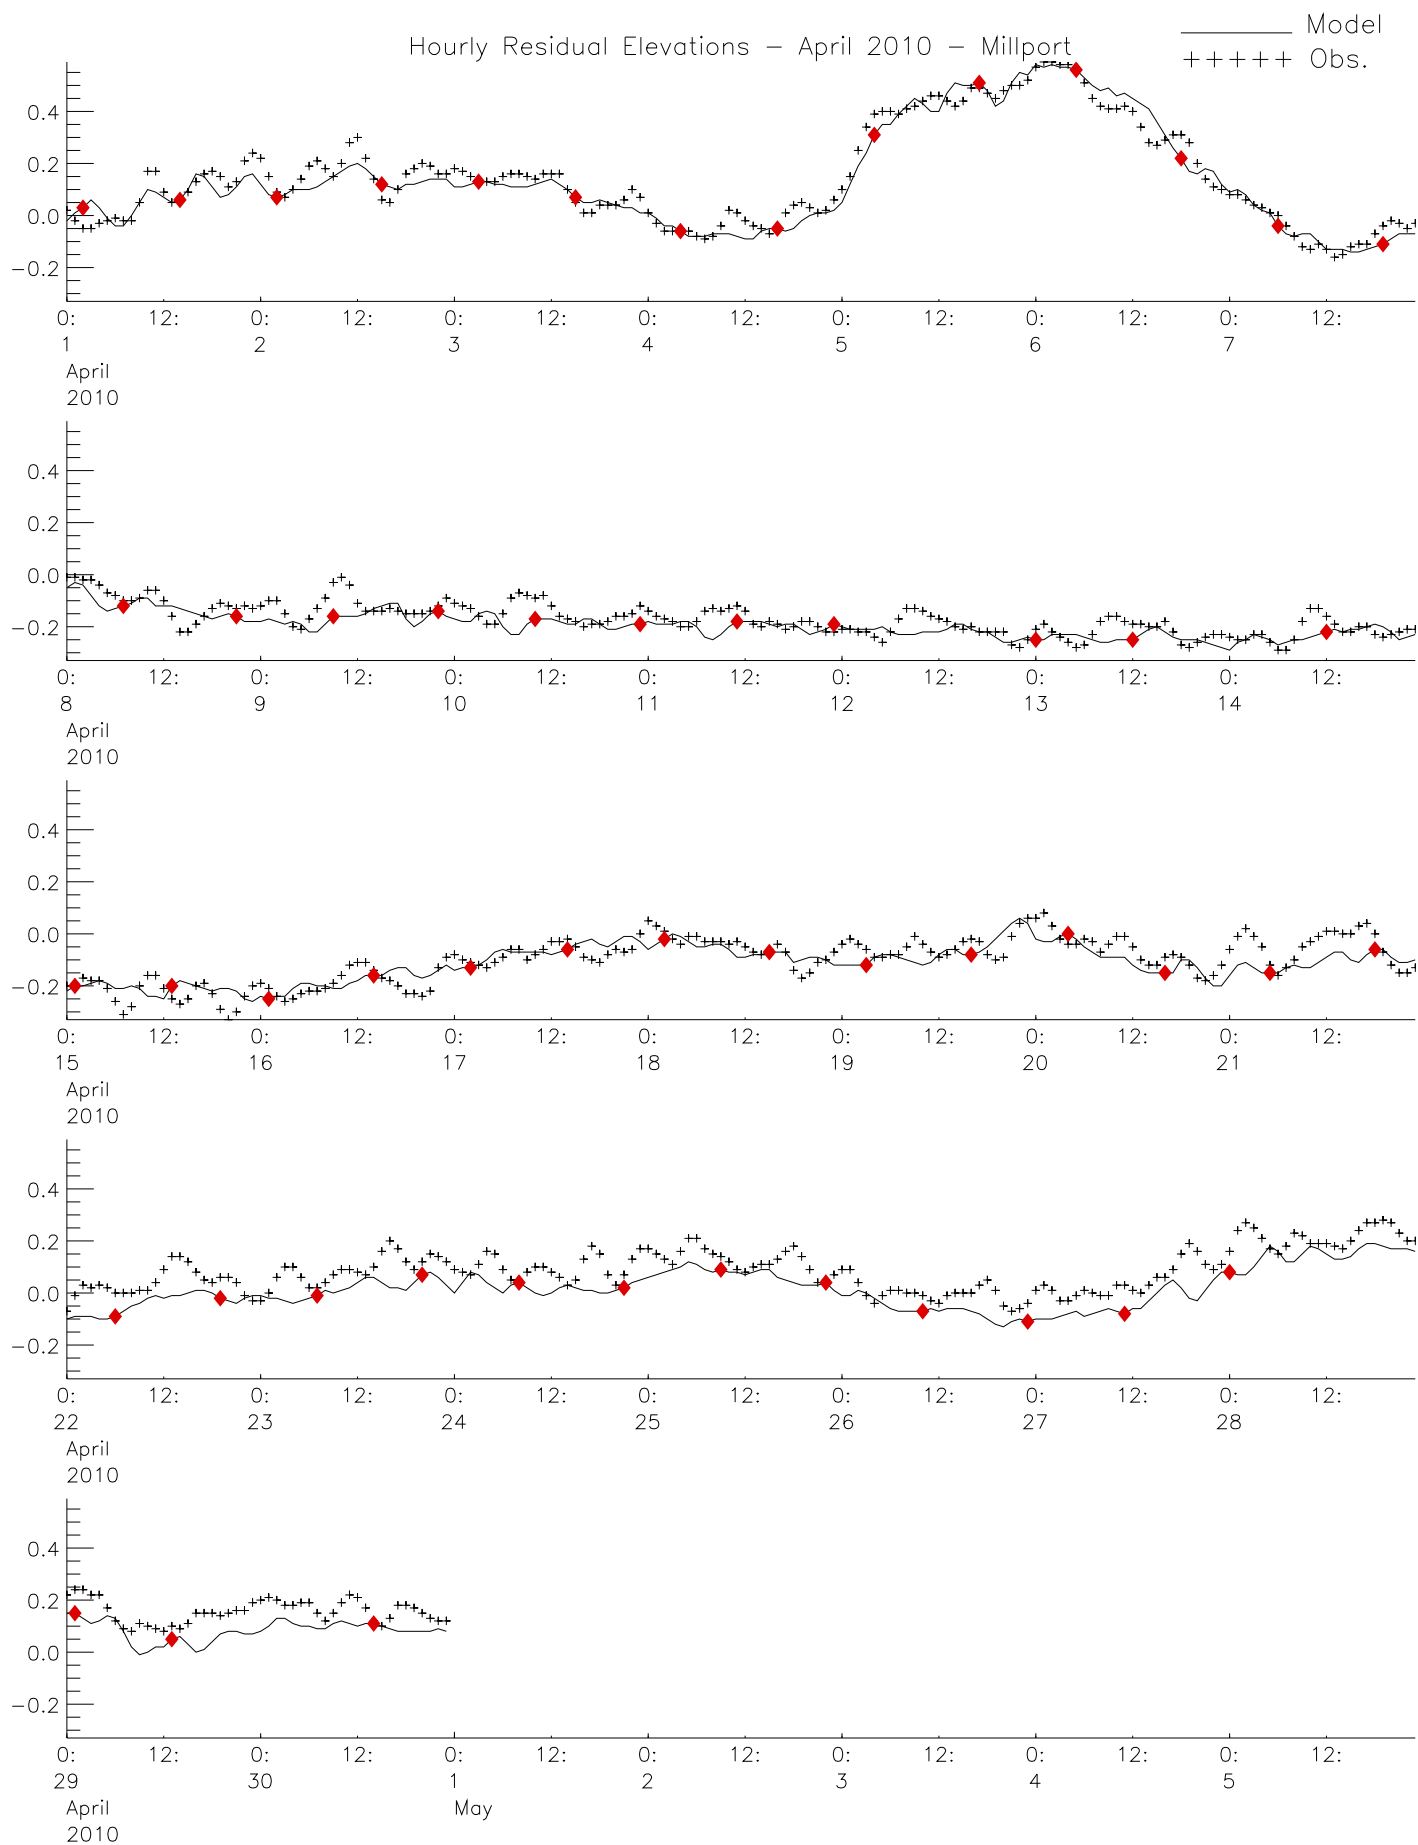 Model
Hourly Residual Elevations – April 2010 – Millport
+++++ Obs.
0.4
0.2
0.0
−0.2
0: 12: 0: 12: 0: 12: 0: 12: 0: 12: 0: 12: 0: 12:
1 2 3 4 5 6 7
April
2010
0.4
0.2
0.0
−0.2
0: 12: 0: 12: 0: 12: 0: 12: 0: 12: 0: 12: 0: 12:
8 9 10 11 12 13 14
April
2010
0.4
0.2
0.0
−0.2
0: 12: 0: 12: 0: 12: 0: 12: 0: 12: 0: 12: 0: 12:
15 16 17 18 19 20 21
April
2010
0.4
0.2
0.0
−0.2
0: 12: 0: 12: 0: 12: 0: 12: 0: 12: 0: 12: 0: 12:
22 23 24 25 26 27 28
April
2010
0.4
0.2
0.0
−0.2
0: 12: 0: 12: 0: 12: 0: 12: 0: 12: 0: 12: 0: 12:
29 30 1 2 3 4 5
April May
2010